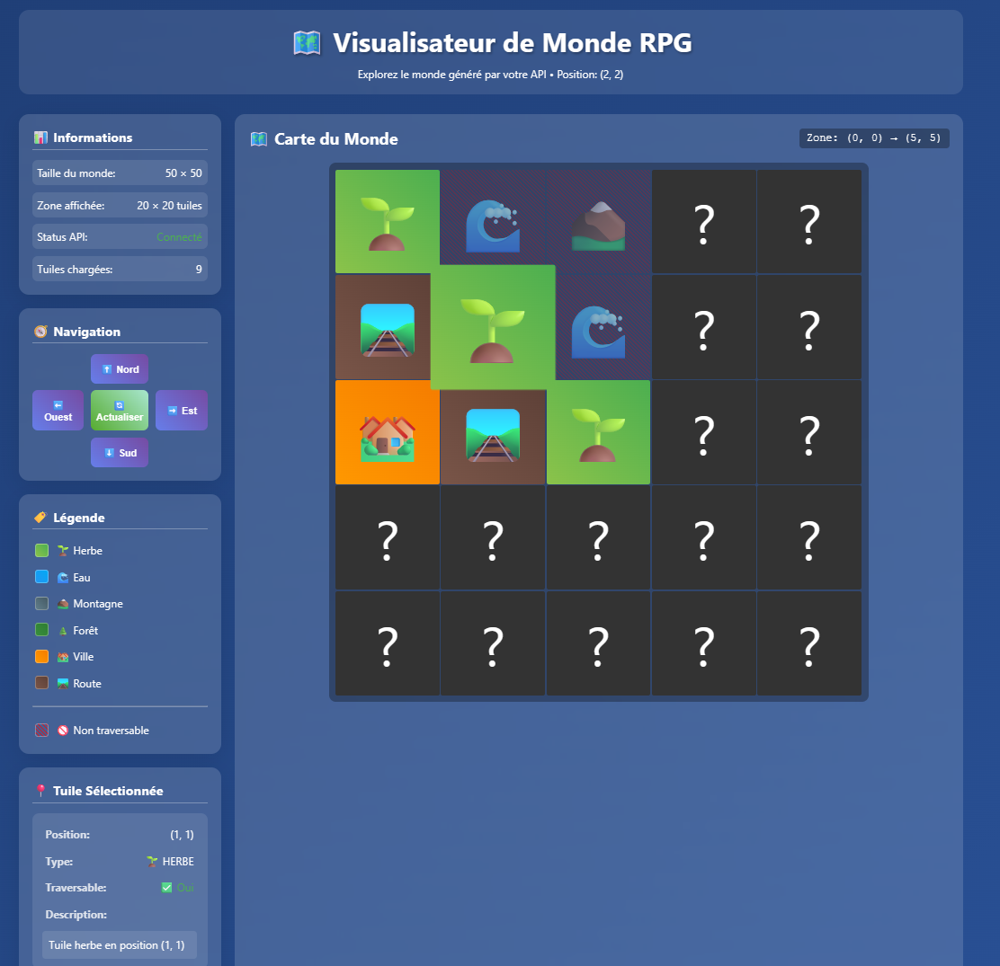 Visualisateur de Monde RPG
Explorez le monde généré par votre API • Position: (2, 2)
Informations
Taille du monde: 50 × 50
Zone affichée: 20 × 20 tuiles
Status API: Connecté
Tuiles chargées: 9
Navigation
Nord
Ouest
Actualiser
Est
Sud
Légende
Herbe
Eau
Montagne
Forêt
Ville
Route
Non traversable
Tuile Sélectionnée
Position: (1, 1)
Type: HERBE
Traversable: Oui
Description:
Tuile herbe en position (1, 1)
Carte du Monde
Zone: (0, 0) → (5, 5)
? ?
? ?
? ?
? ? ? ? ?
? ? ? ? ?